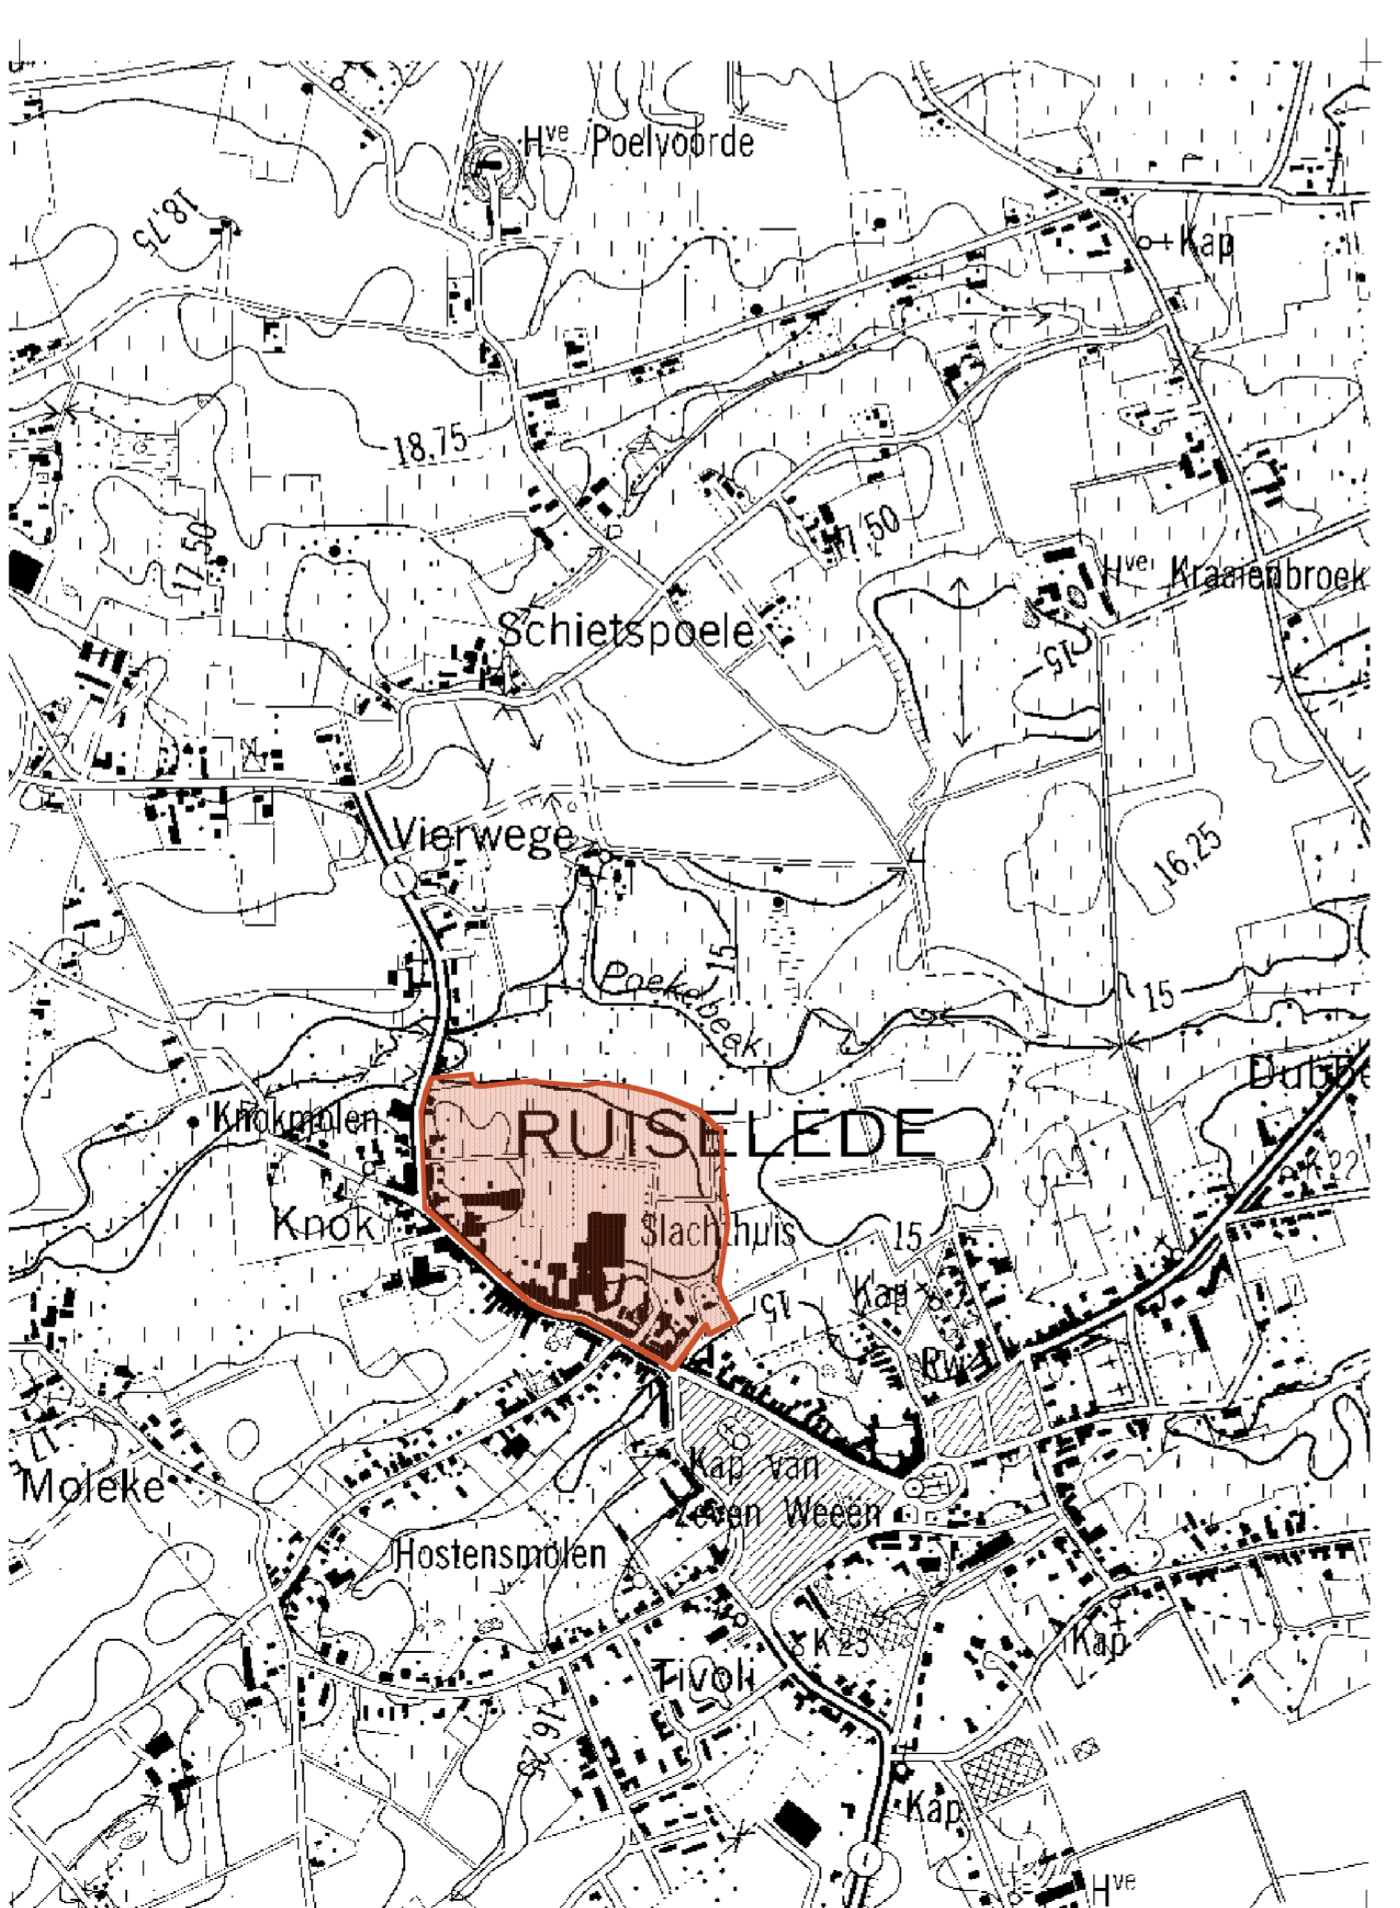 Hve Poelvoorde
18,75
Kap
18,75
17,50
17,50
Hve Kraaienbroek
Schietspoele
15
Vierwege
16,25
15
Poekebeek
15
Knokmolen
RUISELEDE
K 22
Knok
Slachthuis
15
Kap
15
Rw
Moleke
Kap van
Zeven Weeën
Hostensmolen
K 23
Kap
Tivoli
16,25
Kap
Hve